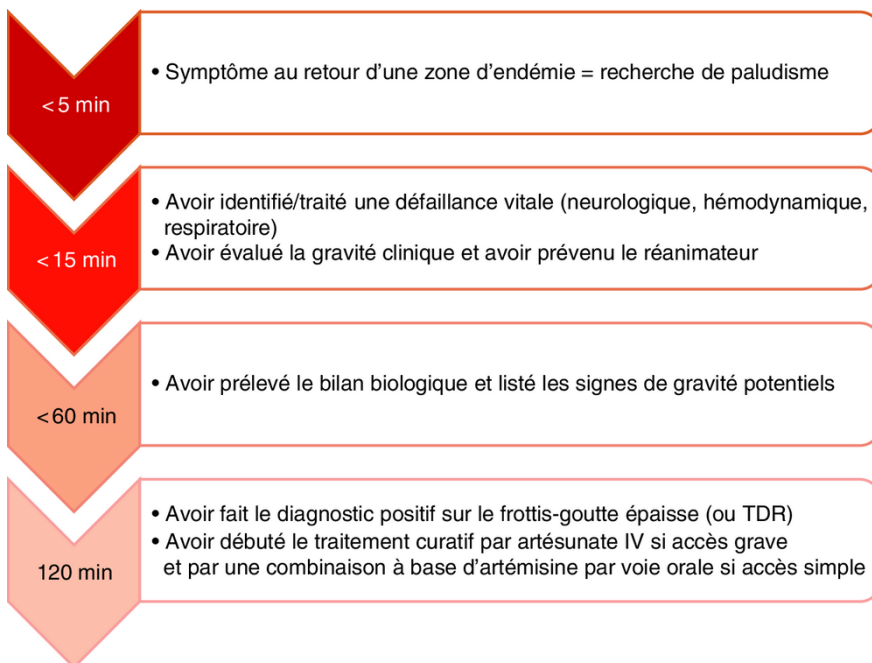 < 5 min
• Symptôme au retour d'une zone d'endémie = recherche de paludisme
< 15 min
• Avoir identifié/traité une défaillance vitale (neurologique, hémodynamique,
respiratoire)
• Avoir évalué la gravité clinique et avoir prévenu le réanimateur
< 60 min
• Avoir prélevé le bilan biologique et listé les signes de gravité potentiels
120 min
• Avoir fait le diagnostic positif sur le frottis-goutte épaisse (ou TDR)
• Avoir débuté le traitement curatif par artésunate IV si accès grave
et par une combinaison à base d'artémisine par voie orale si accès simple